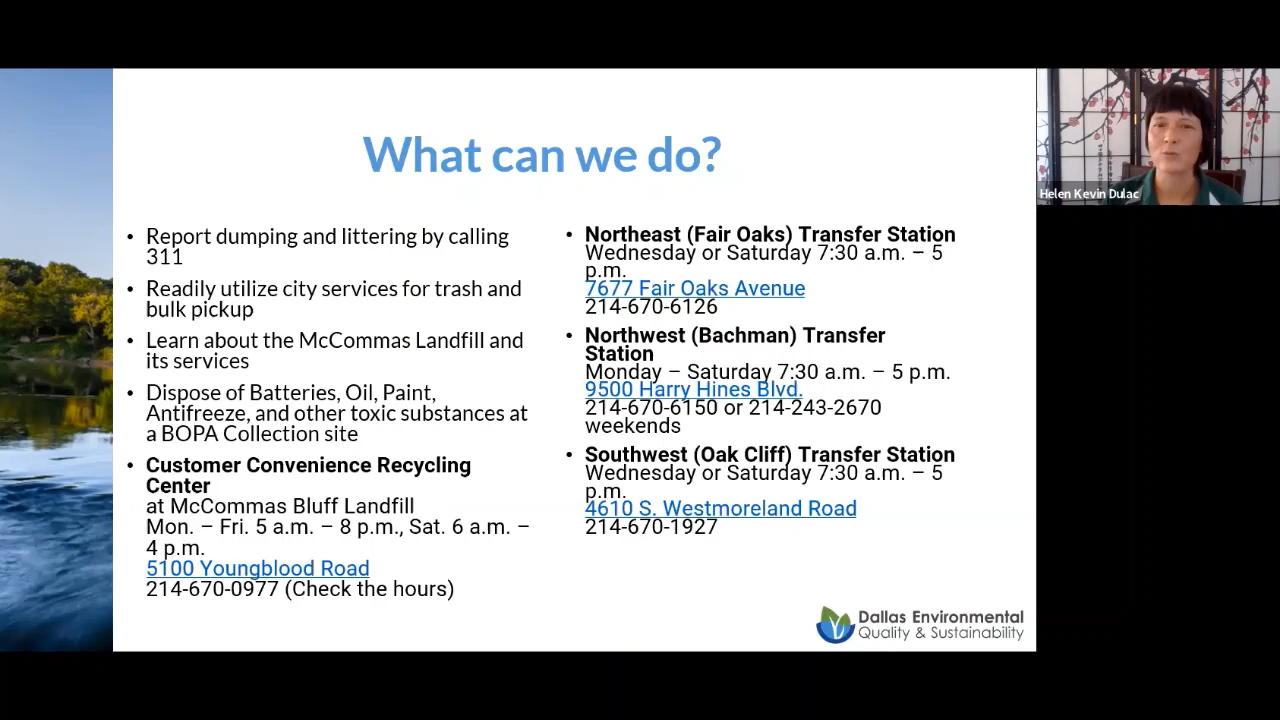 What can we do?
• Report dumping and littering by calling
311
• Readily utilize city services for trash and
bulk pickup
• Learn about the McCommas Landfill and
its services
• Dispose of Batteries, Oil, Paint,
Antifreeze, and other toxic substances at
a BOPA Collection site
• Customer Convenience Recycling
Center
at McCommas Bluff Landfill
Mon. – Fri. 5 a.m. – 8 p.m., Sat. 6 a.m. –
4 p.m.
5100 Youngblood Road
214-670-0977 (Check the hours)
• Northeast (Fair Oaks) Transfer Station
Wednesday or Saturday 7:30 a.m. – 5
p.m.
7677 Fair Oaks Avenue
214-670-6126
• Northwest (Bachman) Transfer
Station
Monday – Saturday 7:30 a.m. – 5 p.m.
9500 Harry Hines Blvd.
214-670-6150 or 214-243-2670
weekends
• Southwest (Oak Cliff) Transfer Station
Wednesday or Saturday 7:30 a.m. – 5
p.m.
4610 S. Westmoreland Road
214-670-1927
Dallas Environmental
Quality & Sustainability
Helen Kevin Dulac